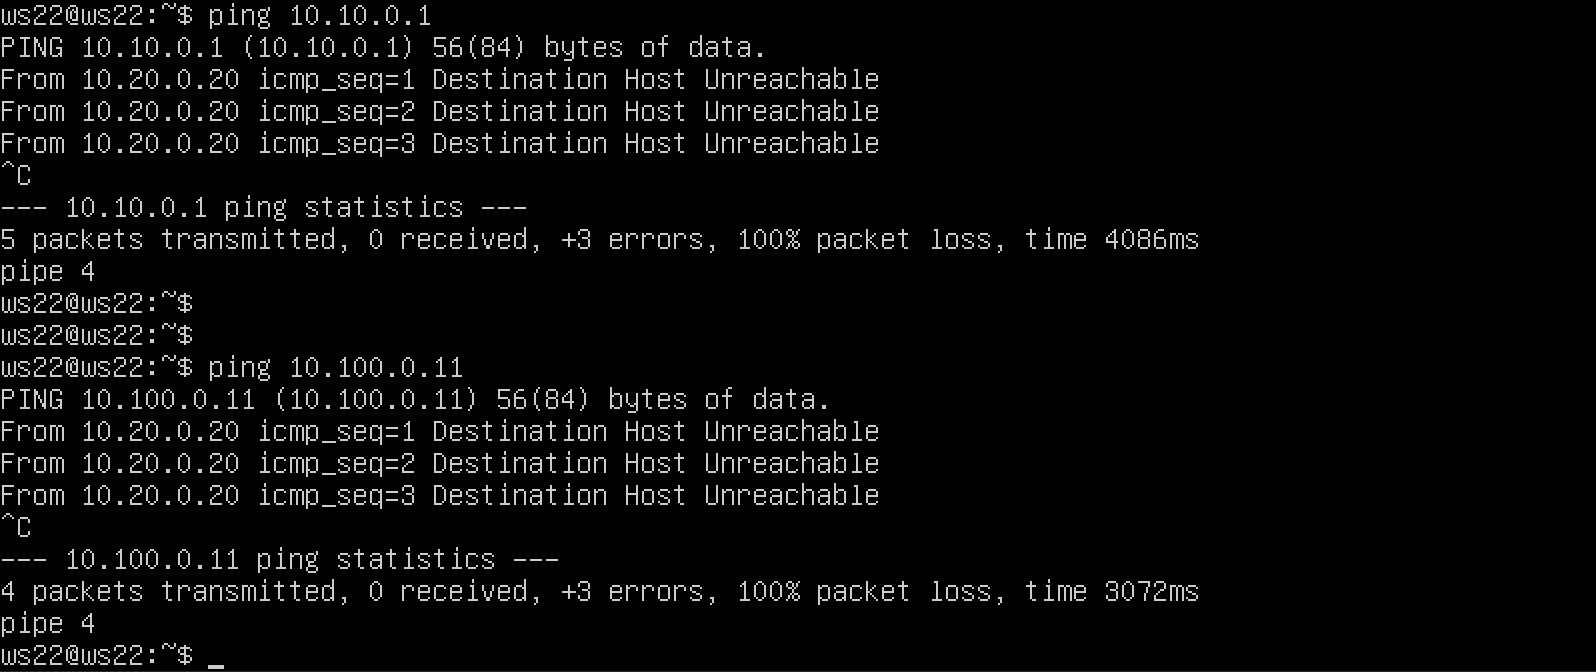 ws22@ws22:~$ ping 10.10.0.1
PING 10.10.0.1 (10.10.0.1) 56(84) bytes of data.
From 10.20.0.20 icmp_seq=1 Destination Host Unreachable
From 10.20.0.20 icmp_seq=2 Destination Host Unreachable
From 10.20.0.20 icmp_seq=3 Destination Host Unreachable
^C
--- 10.10.0.1 ping statistics ---
5 packets transmitted, 0 received, +3 errors, 100% packet loss, time 4086ms
pipe 4
ws22@ws22:~$
ws22@ws22:~$
ws22@ws22:~$ ping 10.100.0.11
PING 10.100.0.11 (10.100.0.11) 56(84) bytes of data.
From 10.20.0.20 icmp_seq=1 Destination Host Unreachable
From 10.20.0.20 icmp_seq=2 Destination Host Unreachable
From 10.20.0.20 icmp_seq=3 Destination Host Unreachable
^C
--- 10.100.0.11 ping statistics ---
4 packets transmitted, 0 received, +3 errors, 100% packet loss, time 3072ms
pipe 4
ws22@ws22:~$ _